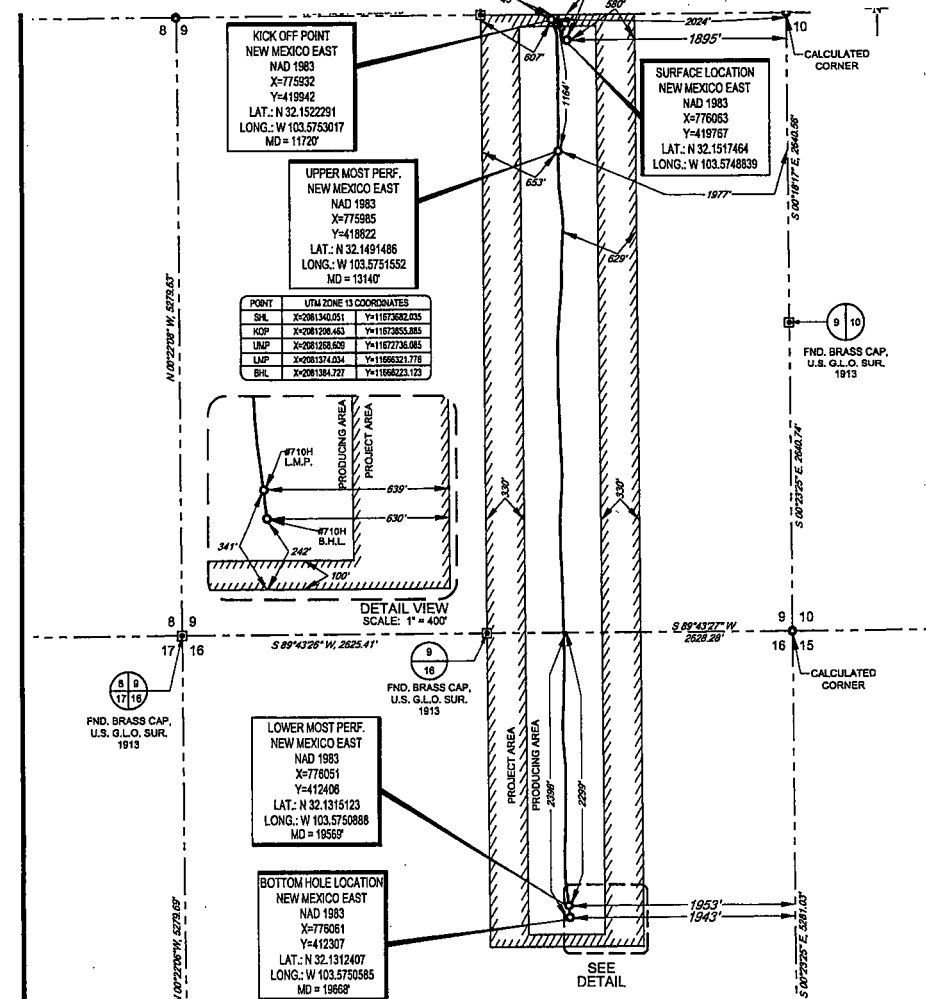 580'
8 9
2024'
10
1895'
607'
CALCULATED
CORNER
KICK OFF POINT
NEW MEXICO EAST
NAD 1983
X=775932
Y=419942
LAT.: N 32.1522291
LONG.: W 103.5753017
MD = 11720'
SURFACE LOCATION
NEW MEXICO EAST
NAD 1983
X=776063
Y=419767
LAT.: N 32.1517464
LONG.: W 103.5748839
1164'
S 00°18'17" E, 2640.66'
UPPER MOST PERF.
NEW MEXICO EAST
NAD 1983
X=775985
Y=418822
LAT.: N 32.1491486
LONG.: W 103.5751552
MD = 13140'
653'
1977'
629'
N 00°22'08" W, 5279.63'
POINT UTM ZONE 13 COORDINATES
SHL X=2081340.051 Y=11673682.035
KOP X=2081208.463 Y=11673855.885
UMP X=2081268.609 Y=11672736.085
LMP X=2081374.034 Y=11666321.776
BHL X=2081384.727 Y=11666223.123
9 10
FND. BRASS CAP,
U.S. G.L.O. SUR.
1913
#710H
L.M.P.
PRODUCING AREA
PROJECT AREA
639'
630'
#710H
B.H.L.
341'
242'
100'
DETAIL VIEW
SCALE: 1" = 400'
330'
330'
S 00°23'25" E, 2640.74'
8 9
17 16
S 89°43'26" W, 2625.41'
S 89°43'27" W
2628.28'
9 10
16 15
CALCULATED
CORNER
8 9
17 16
FND. BRASS CAP,
U.S. G.L.O. SUR.
1913
9
16
FND. BRASS CAP,
U.S. G.L.O. SUR.
1913
LOWER MOST PERF.
NEW MEXICO EAST
NAD 1983
X=776051
Y=412406
LAT.: N 32.1315123
LONG.: W 103.5750886
MD = 19569'
PROJECT AREA
PRODUCING AREA
2398'
2299'
BOTTOM HOLE LOCATION
NEW MEXICO EAST
NAD 1983
X=776061
Y=412307
LAT.: N 32.1312407
LONG.: W 103.5750585
MD = 19668'
1953'
1943'
SEE
DETAIL
N 00°22'06" W, 5279.69'
S 00°23'25" E, 5281.03'